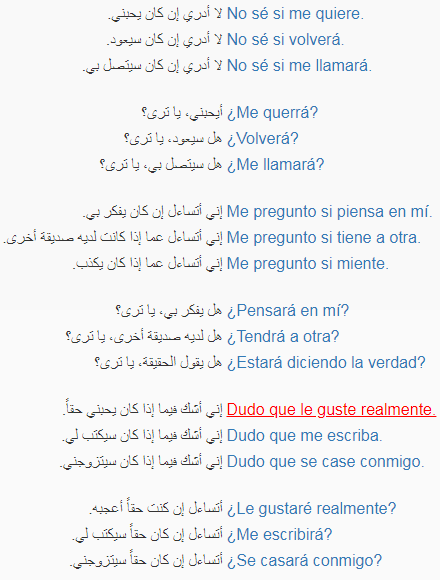 لا أدري إن كان يحبني. No sé si me quiere.
لا أدري إن كان سيعود. No sé si volverá.
لا أدري إن كان سيتصل بي. No sé si me llamará.
أيحبني، يا ترى؟ ¿Me querrá?
هل سيعود، يا ترى؟ ¿Volverá?
هل سيتصل بي، يا ترى؟ ¿Me llamará?
إني أتساءل إن كان يفكر بي. Me pregunto si piensa en mí.
إني أتساءل عما إذا كانت لديه صديقة أخرى. Me pregunto si tiene a otra.
إني أتساءل عما إذا كان يكذب. Me pregunto si miente.
هل يفكر بي، يا ترى؟ ¿Pensará en mí?
هل لديه صديقة أخرى، يا ترى؟ ¿Tendrá a otra?
هل يقول الحقيقة، يا ترى؟ ¿Estará diciendo la verdad?
إني أشك فيما إذا كان يحبني حقاً. Dudo que le guste realmente.
إني أشك فيما إذا كان سيكتب لي. Dudo que me escriba.
إني أشك فيما إذا كان سيتزوجني. Dudo que se case conmigo.
أتساءل إن كنت حقاً أعجبه. ¿Le gustaré realmente?
أتساءل إن كان حقاً سيكتب لي. ¿Me escribirá?
أتساءل إن كان حقاً سيتزوجني. ¿Se casará conmigo?